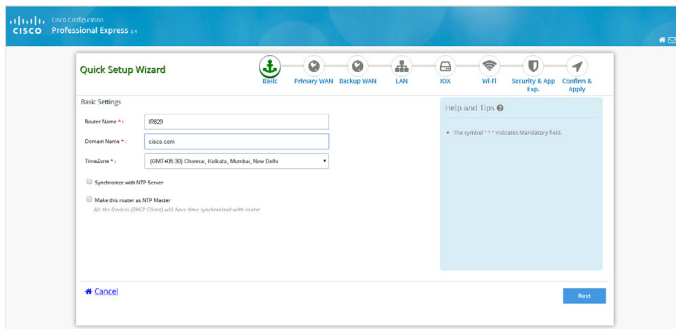 Cisco Configuration
CISCO Professional Express 3.4
Quick Setup Wizard
Basic
Primary WAN
Backup WAN
LAN
IOX
Wi-Fi
Security & App Exp.
Confirm & Apply
Basic Settings
Router Name * :
IR829
Domain Name * :
cisco.com
TimeZone * :
(GMT+05:30) Chennai, Kolkata, Mumbai, New Delhi
Synchronize with NTP Server
Make this router as NTP Master
All the Devices (DHCP Client) will have time synchronized with router
Help and Tips
The symbol " * " indicates Mandatory field.
Cancel
Next